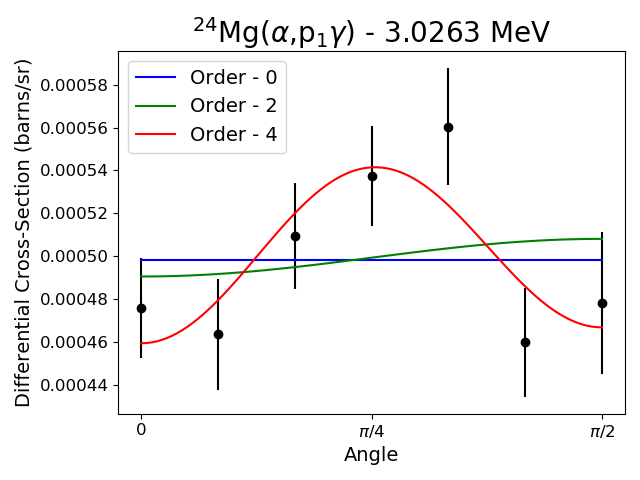 ²⁴Mg(α,p₁γ) - 3.0263 MeV
Order - 0
Order - 2
Order - 4
Differential Cross-Section (barns/sr)
0.00058
0.00056
0.00054
0.00052
0.00050
0.00048
0.00046
0.00044
0
π/4
π/2
Angle